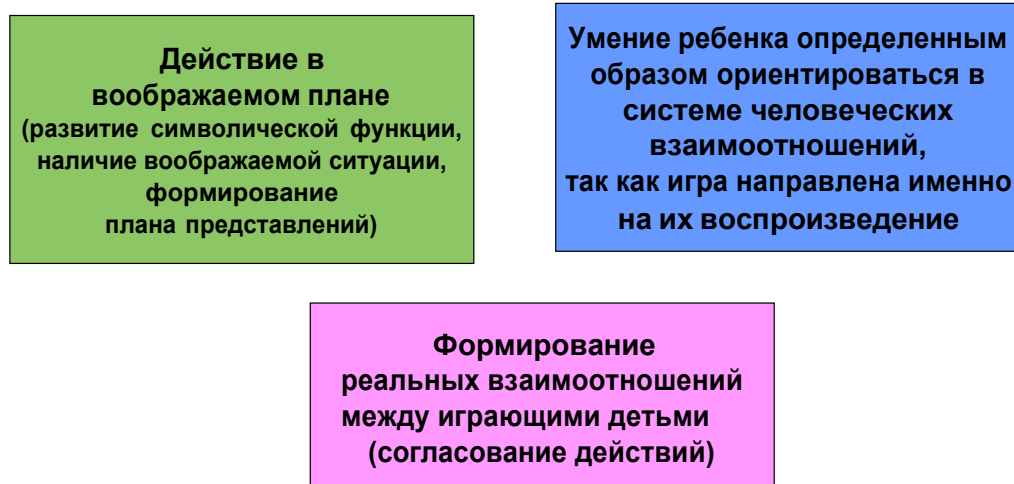 Действие в
воображаемом плане
(развитие символической функции,
наличие воображаемой ситуации,
формирование
плана представлений)
Умение ребенка определенным
образом ориентироваться в
системе человеческих
взаимоотношений,
так как игра направлена именно
на их воспроизведение
Формирование
реальных взаимоотношений
между играющими детьми
(согласование действий)